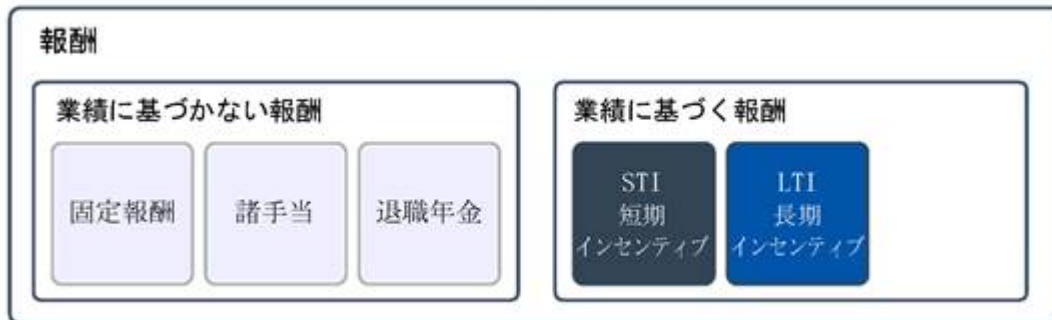 報酬
業績に基づかない報酬
固定報酬
諸手当
退職年金
業績に基づく報酬
STI
短期
インセンティブ
LTI
長期
インセンティブ